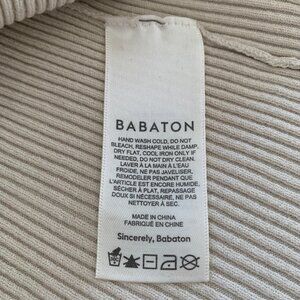 BABATON
HAND WASH COLD, DO NOT
BLEACH, RESHAPE WHILE DAMP,
DRY FLAT, COOL IRON ONLY IF
NEEDED, DO NOT DRY CLEAN.
LAVER À LA MAIN À L'EAU
FROIDE, NE PAS JAVELISER,
REMODELER PENDANT QUE
L'ARTICLE EST ENCORE HUMIDE,
SÉCHER À PLAT, REPASSAGE
DOUX SI NÉCESSAIRE, NE PAS
NETTOYER À SEC.
MADE IN CHINA
FABRIQUÉ EN CHINE
Sincerely, Babaton